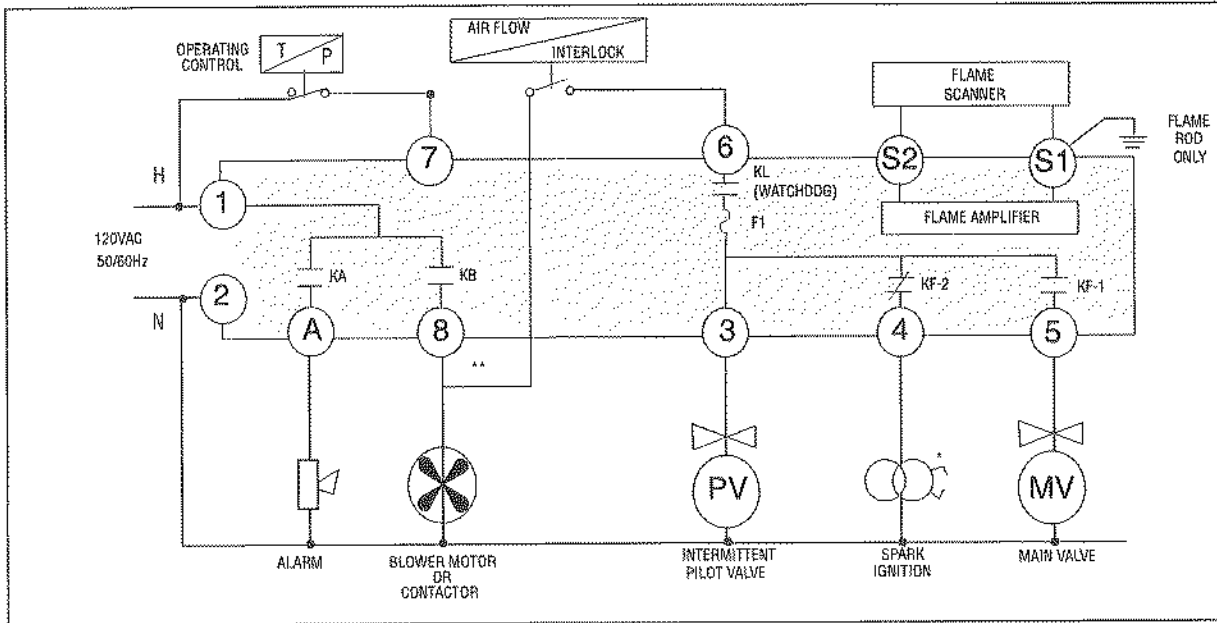 OPERATING
CONTROL
T
P
AIR FLOW
INTERLOCK
FLAME
SCANNER
FLAME
ROD
ONLY
7
6
S2
S1
H
1
KL
(WATCHDOG)
F1
FLAME AMPLIFIER
120VAC
50/60Hz
KA
KB
KF-2
KF-1
2
N
A
8
3
4
5
**
*
PV
MV
ALARM
BLOWER MOTOR
OR
CONTACTOR
INTERMITTENT
PILOT VALVE
SPARK
IGNITION
MAIN VALVE